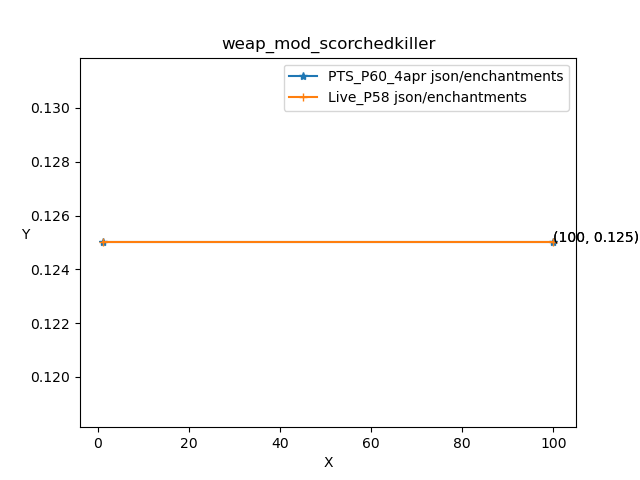 weap_mod_scorchedkiller
PTS_P60_4apr json/enchantments
Live_P58 json/enchantments
0.130
0.128
0.126
Y
(100, 0.125)
0.124
0.122
0.120
0
20
40
60
80
100
X